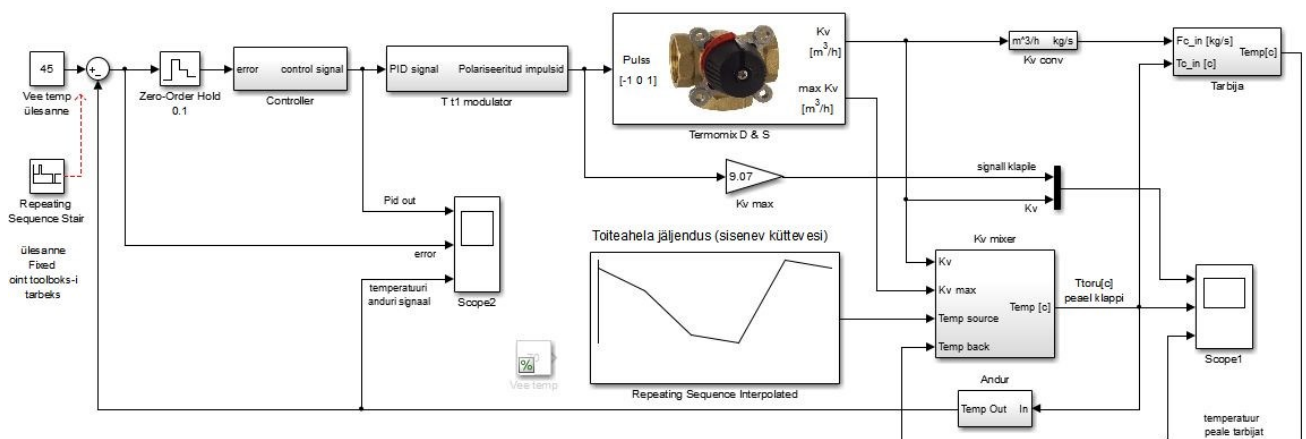 45
Vee temp
ülesanne
Repeating
Sequence Stair
ülesanne
Fixed
oint toolboks-i
tarbeks
Zero-Order Hold
0.1
error
control signal
Controller
PID signal
Polariseeritud impulsid
T t1 modulator
Pulss
[-1 0 1]
Kv
[m³/h]
max Kv
[m³/h]
Termomix D & S
m^3/h kg/s
Kv conv
Fc_in [kg/s]
Tc_in [c]
Temp[c]
Tarbija
9.07
Kv max
signall klapile
Kv
Pid out
error
temperatuuri
anduri signaal
Scope2
Toiteahela jäljendus (sisenev küttevesi)
Repeating Sequence Interpolated
Vee temp
Kv mixer
Kv
Kv max
Temp source
Temp back
Temp [c]
Ttoru[c]
peael klappi
Scope1
Andur
Temp Out
In
temperatuur
peale tarbijat